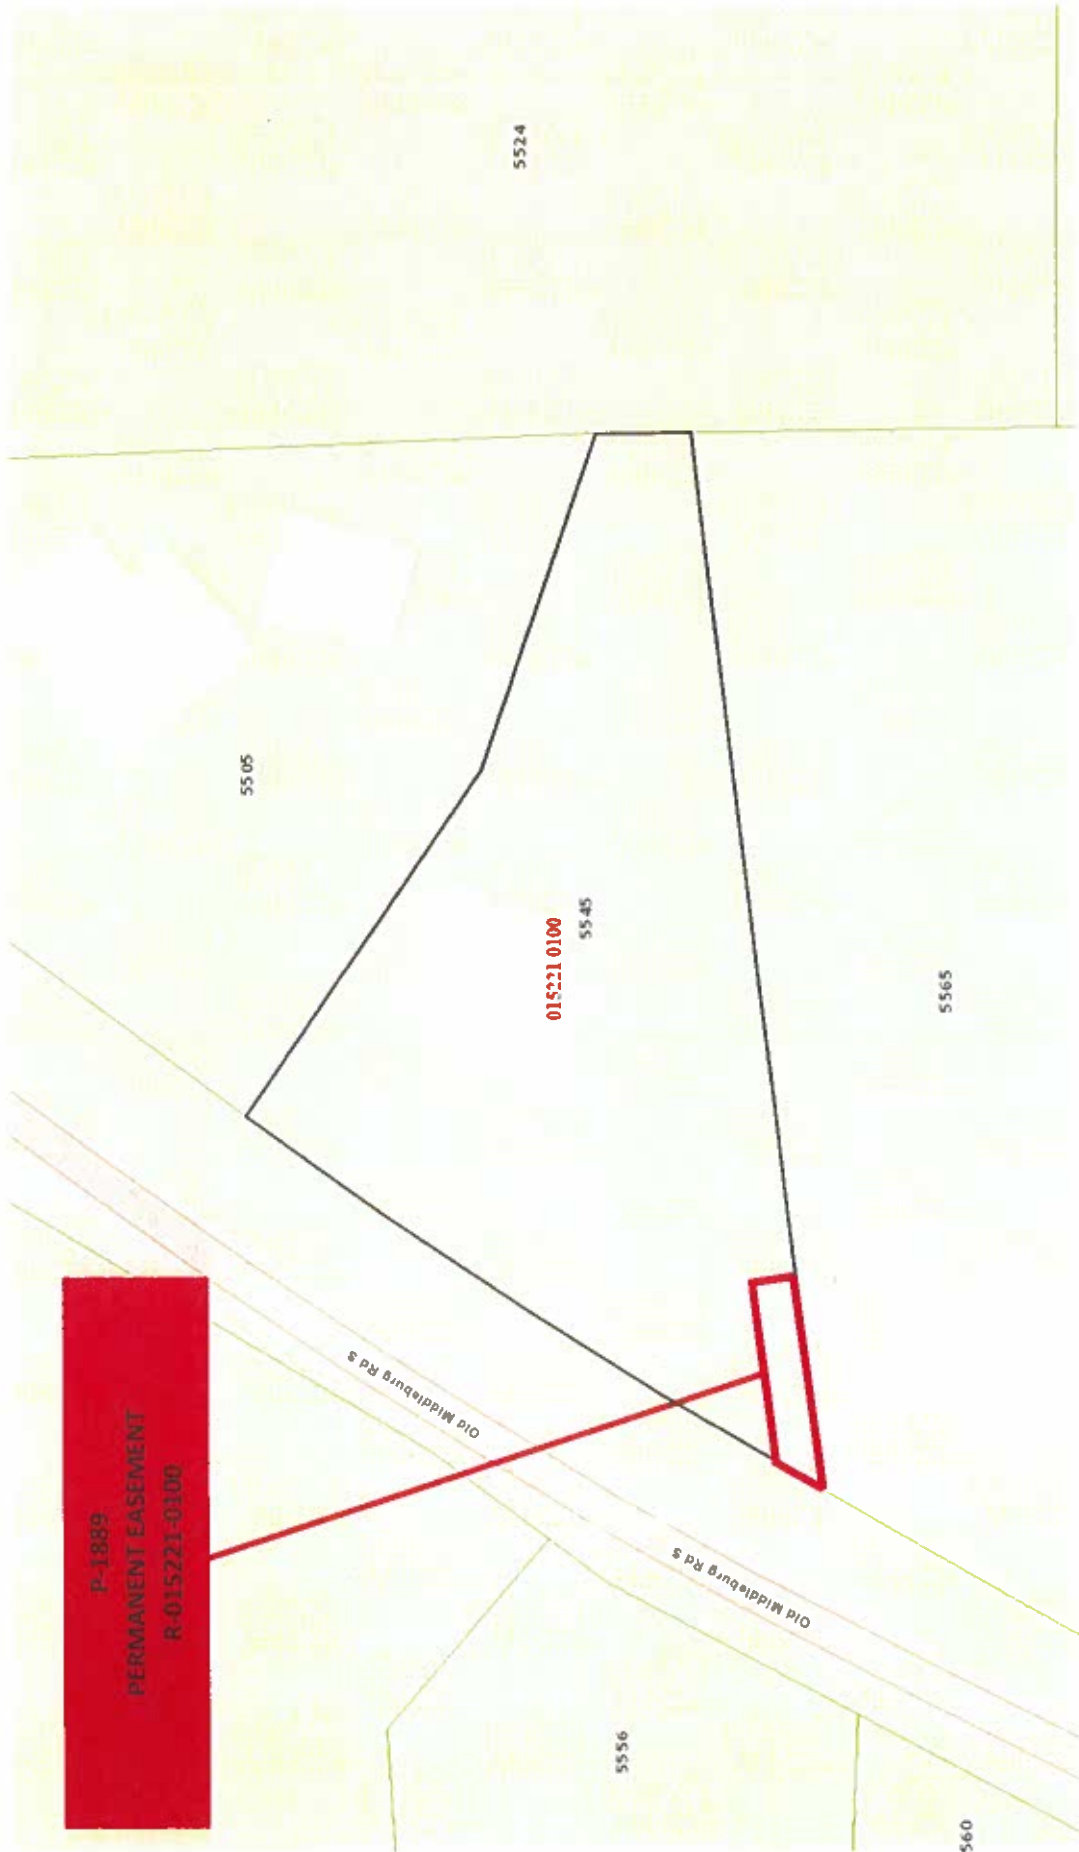 P-1889
PERMANENT EASEMENT
R-015221-0100
Old Middleburg Rd S
Old Middleburg Rd S
5556
560
5505
015221 0100
5545
5565
5524